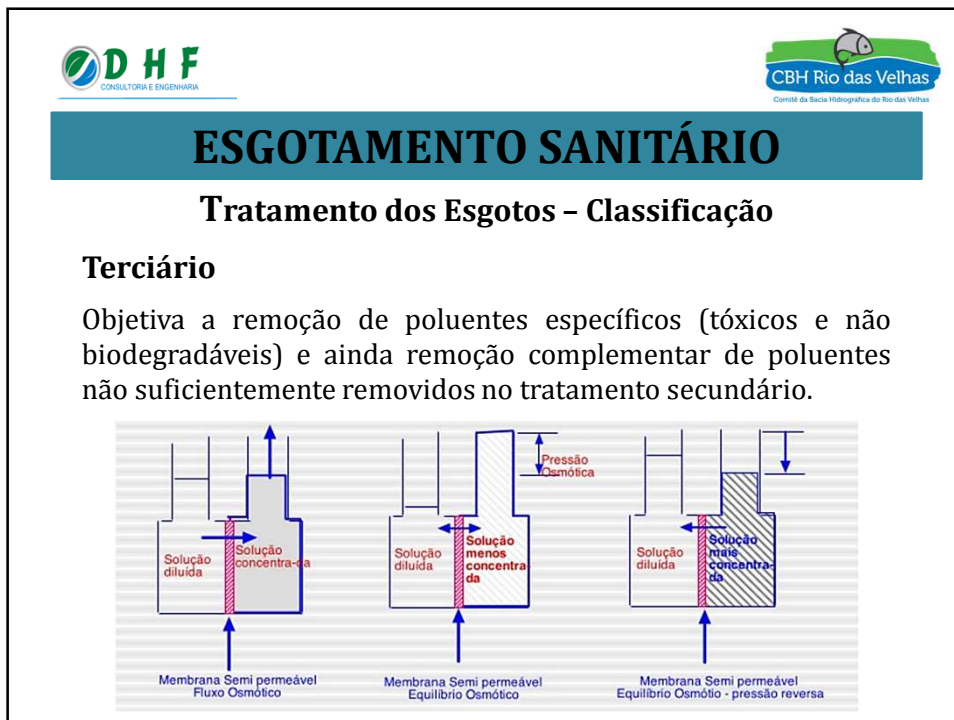 D H F
CONSULTORIA E ENGENHARIA
CBH Rio das Velhas
Comitê da Bacia Hidrográfica do Rio das Velhas
ESGOTAMENTO SANITÁRIO
Tratamento dos Esgotos – Classificação
Terciário
Objetiva a remoção de poluentes específicos (tóxicos e não
biodegradáveis) e ainda remoção complementar de poluentes
não suficientemente removidos no tratamento secundário.
Solução
diluída
Solução
concentra-da
Membrana Semi permeável
Fluxo Osmótico
Pressão
Osmótica
Solução
diluída
Solução
menos
concentra-
da
Membrana Semi permeável
Equilíbrio Osmótico
Solução
diluída
Solução
mais
concentra-
da
Membrana Semi permeável
Equilíbrio Osmótio - pressão reversa